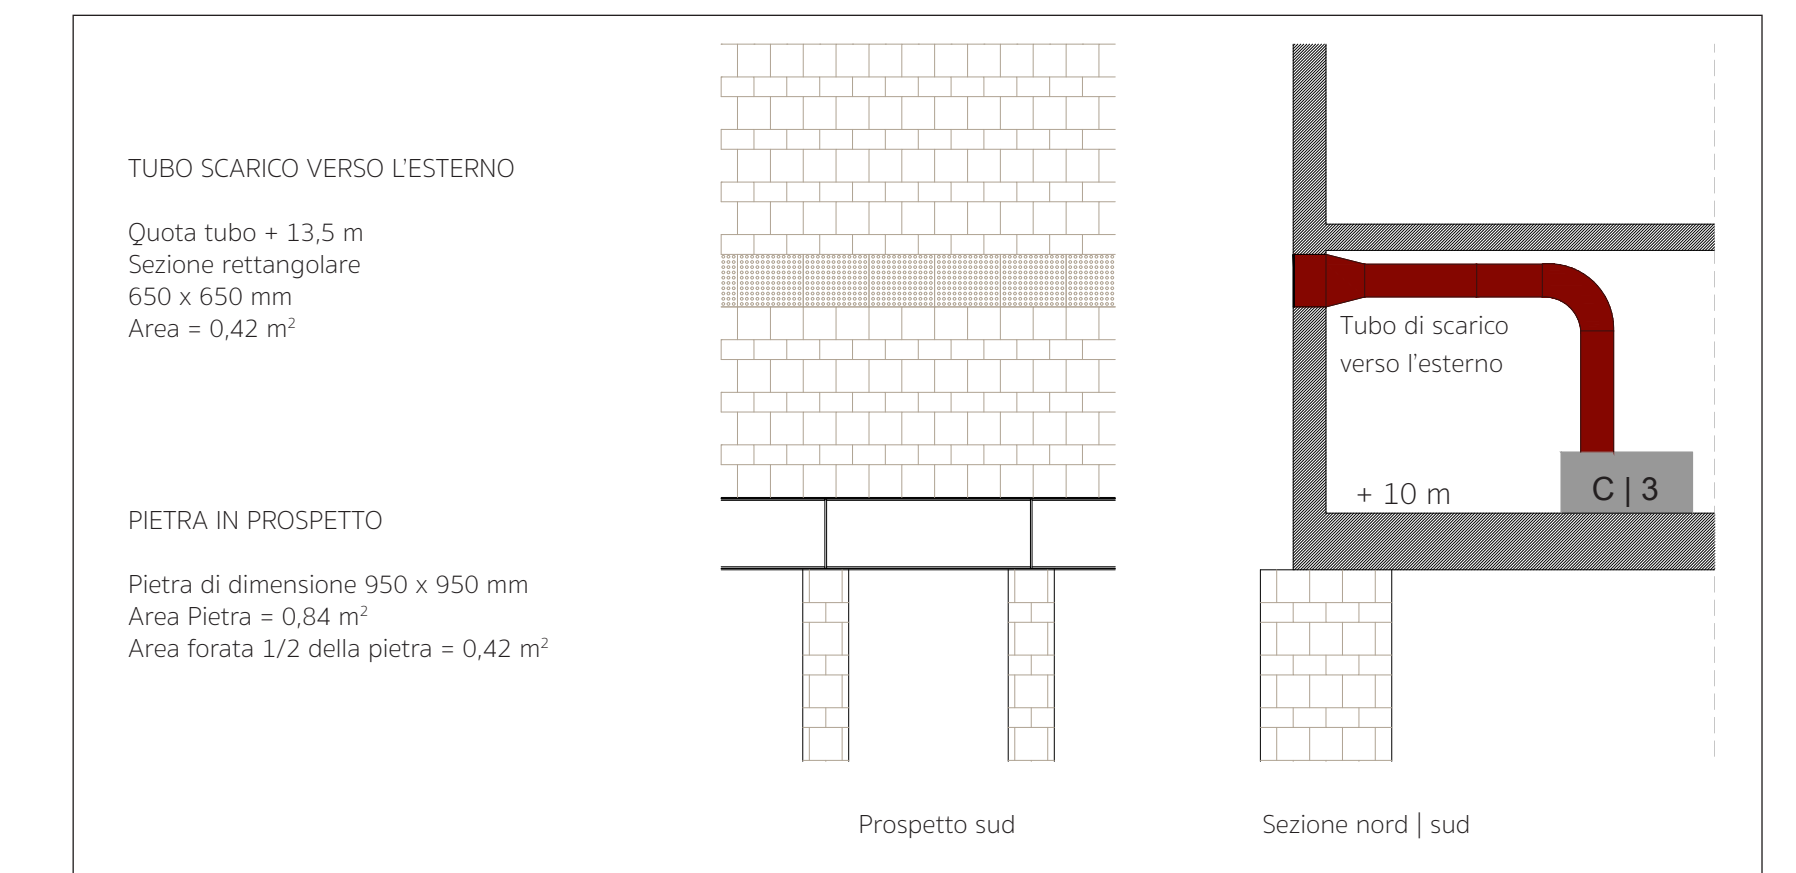 TUBO SCARICO VERSO L'ESTERNO
Quota tubo + 13,5 m
Sezione rettangolare
650 x 650 mm
Area = 0,42 m²
PIETRA IN PROSPETTO
Pietra di dimensione 950 x 950 mm
Area Pietra = 0,84 m²
Area forata 1/2 della pietra = 0,42 m²
Tubo di scarico
verso l'esterno
+ 10 m
C | 3
Prospetto sud
Sezione nord | sud